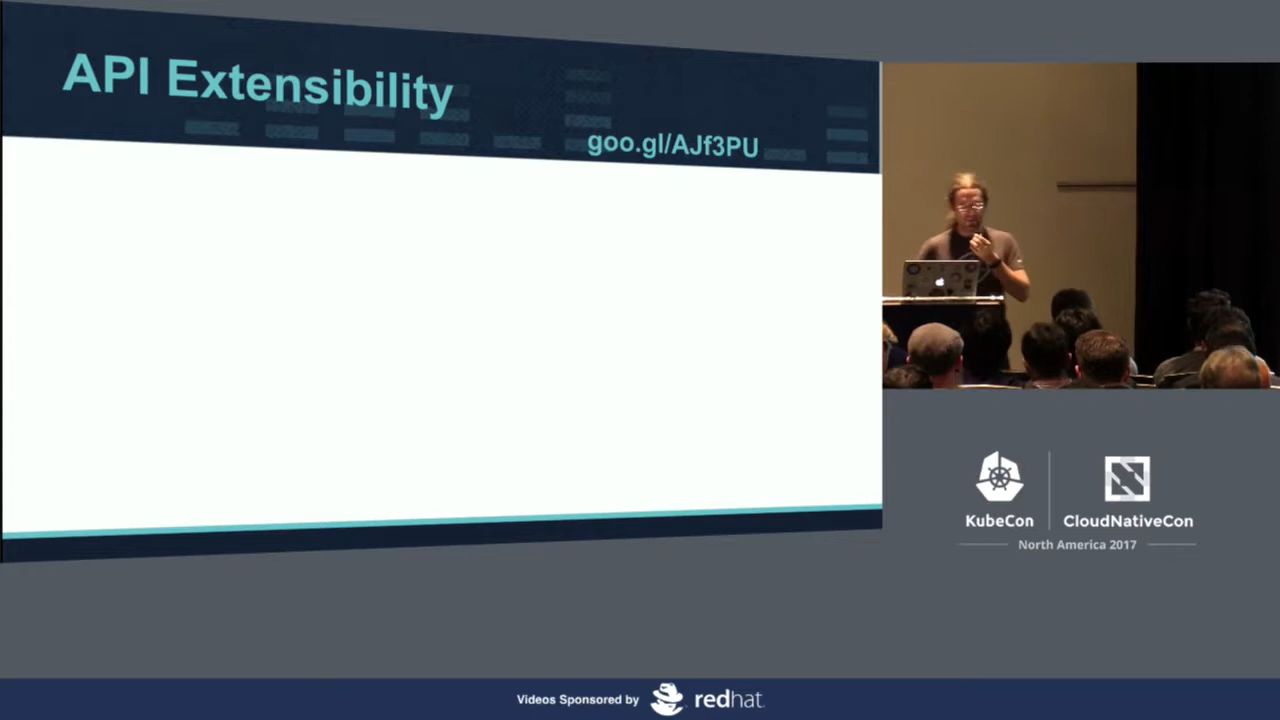 API Extensibility
goo.gl/AJf3PU
KubeCon
CloudNativeCon
North America 2017
Videos Sponsored by
redhat.